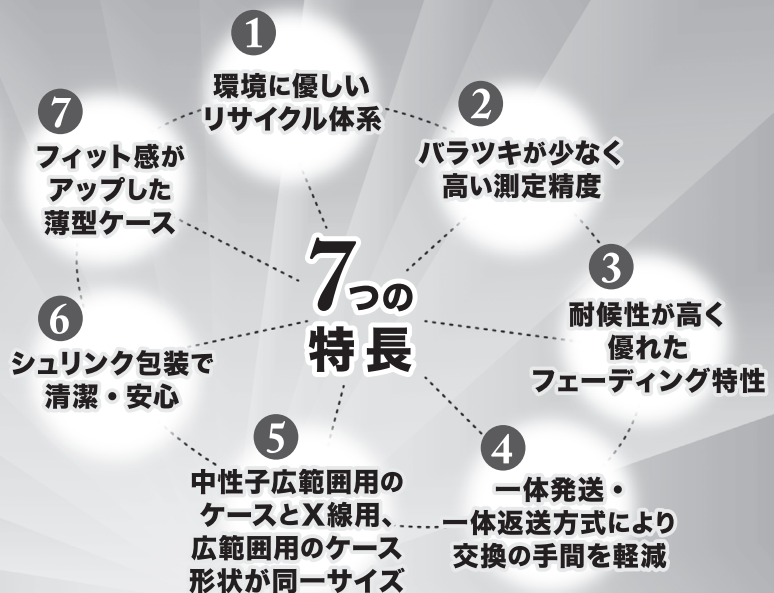 7つの
特長
1
環境に優しい
リサイクル体系
2
バラツキが少なく
高い測定精度
3
耐候性が高く
優れた
フェーディング特性
4
一体発送・
一体返送方式により
交換の手間を軽減
5
中性子広範囲用の
ケースとX線用、
広範囲用のケース
形状が同一サイズ
6
シュリンク包装で
清潔・安心
7
フィット感が
アップした
薄型ケース